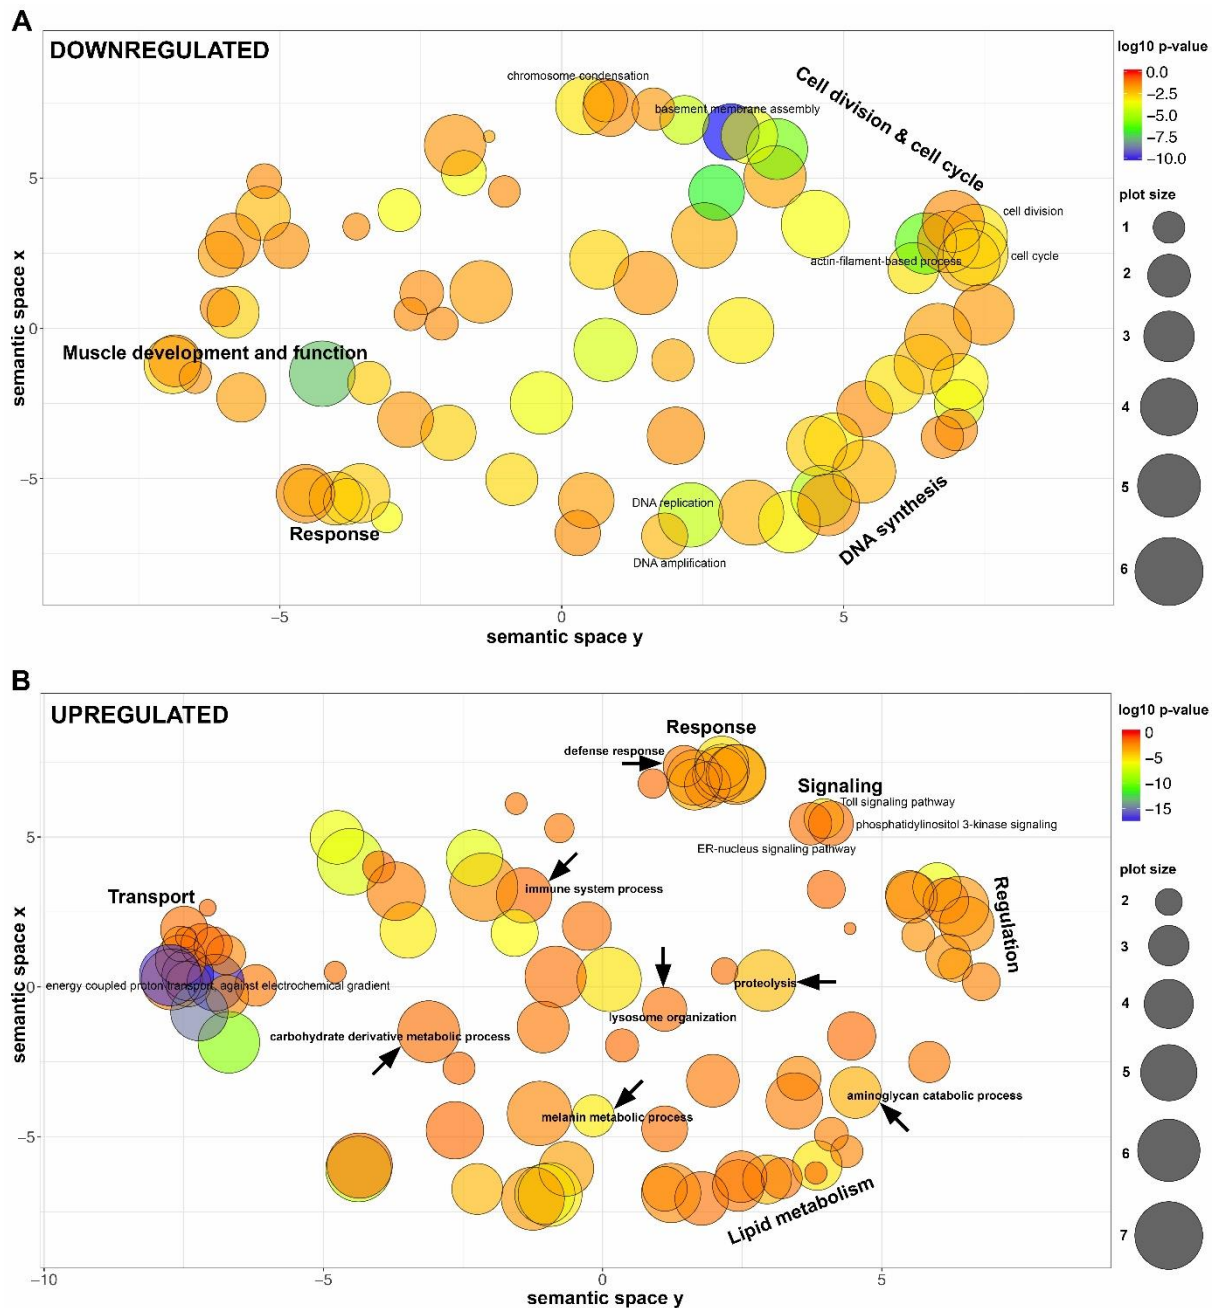 A
DOWNREGULATED
chromosome condensation
basement membrane assembly
Cell division & cell cycle
cell division
actin-filament-based process
cell cycle
Muscle development and function
Response
DNA replication
DNA amplification
DNA synthesis
5
0
−5
semantic space x
−5
0
5
semantic space y
log10 p-value
0.0
−2.5
−5.0
−7.5
−10.0
plot size
1
2
3
4
5
6
B
UPREGULATED
Response
defense response
Signaling
Toll signaling pathway
phosphatidylinositol 3-kinase signaling
ER-nucleus signaling pathway
immune system process
Transport
Regulation
energy coupled proton transport, against electrochemical gradient
proteolysis
lysosome organization
carbohydrate derivative metabolic process
aminoglycan catabolic process
melanin metabolic process
Lipid metabolism
5
0
−5
semantic space x
−10
−5
0
5
semantic space y
log10 p-value
0
−5
−10
−15
plot size
2
3
4
5
6
7